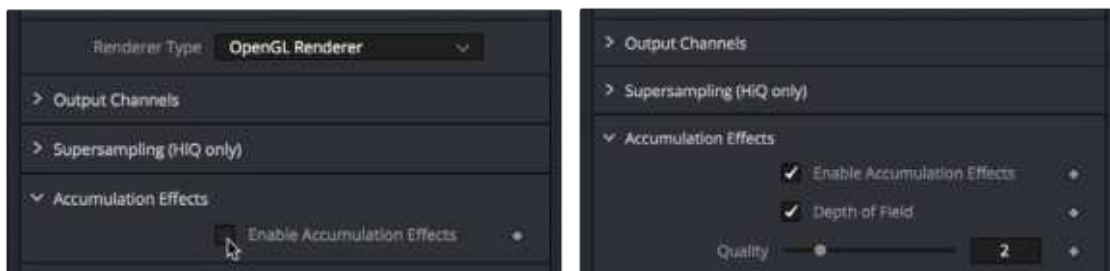 Renderer Type OpenGL Renderer
Output Channels
Supersampling (HiQ only)
Accumulation Effects
Enable Accumulation Effects
Output Channels
Supersampling (HiQ only)
Accumulation Effects
Enable Accumulation Effects
Depth of Field
Quality 2